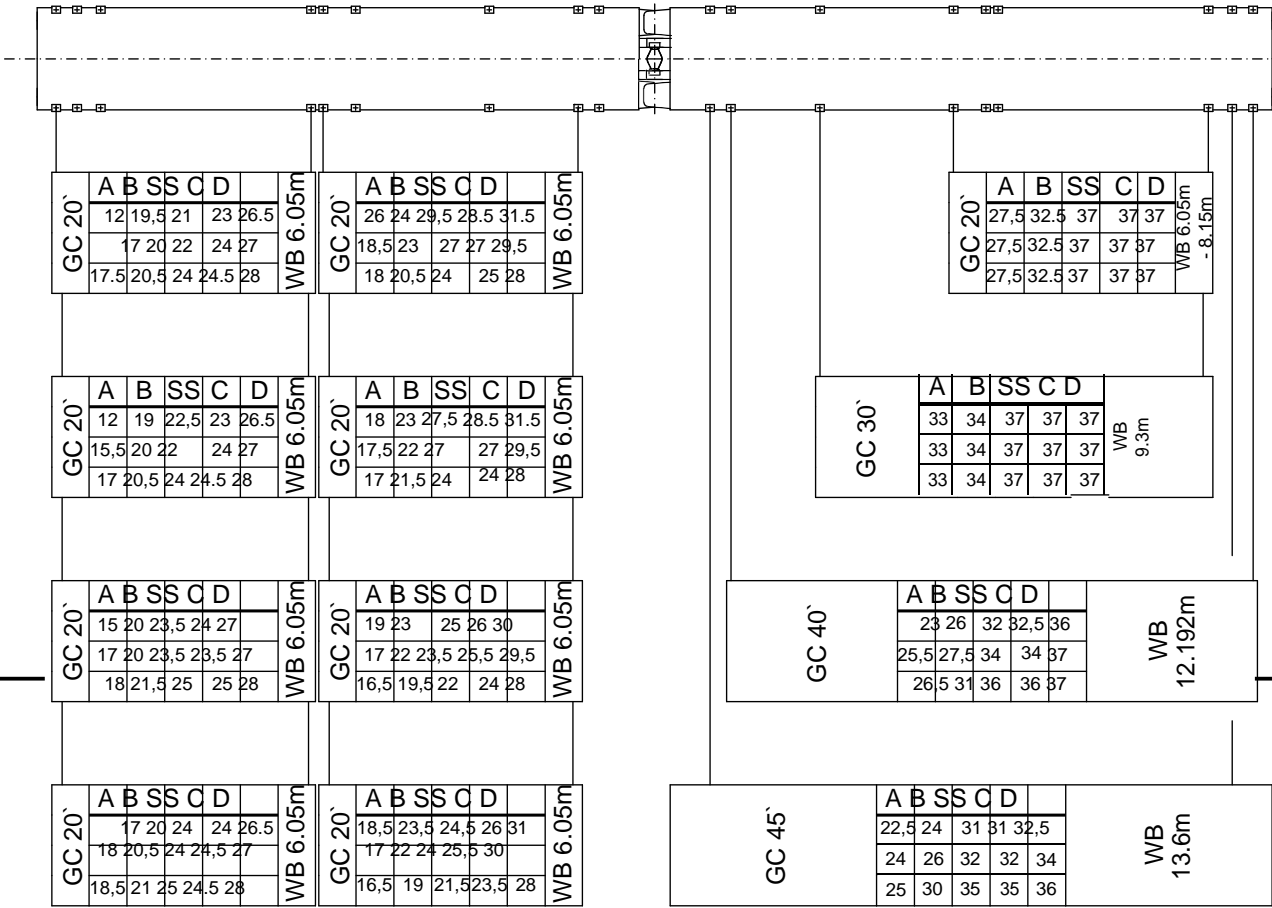 GC 20`
A B SS C D
12 19,5 21 23 26.5
17 20 22 24 27
17.5 20,5 24 24.5 28
WB 6.05m
GC 20`
A B SS C D
26 24 29,5 28.5 31.5
18,5 23 27 27 29,5
18 20,5 24 25 28
WB 6.05m
GC 20`
A B SS C D
27,5 32.5 37 37 37
27,5 32.5 37 37 37
27,5 32.5 37 37 37
WB 6.05m
- 8.15m
GC 20`
A B SS C D
12 19 22,5 23 26.5
15,5 20 22 24 27
17 20,5 24 24.5 28
WB 6.05m
GC 20`
A B SS C D
18 23 27,5 28.5 31.5
17,5 22 27 27 29,5
17 21,5 24 24 28
WB 6.05m
GC 30`
A B SS C D
33 34 37 37 37
33 34 37 37 37
33 34 37 37 37
WB
9.3m
GC 20`
A B SS C D
15 20 23,5 24 27
17 20 23,5 23,5 27
18 21,5 25 25 28
WB 6.05m
GC 20`
A B SS C D
19 23 25 26 30
17 22 23,5 25,5 29,5
16,5 19,5 22 24 28
WB 6.05m
GC 40`
A B SS C D
23 26 32 32,5 36
25,5 27,5 34 34 37
26,5 31 36 36 37
WB
12.192m
GC 20`
A B SS C D
17 20 24 24 26.5
18 20,5 24 24,5 27
18,5 21 25 24.5 28
WB 6.05m
GC 20`
A B SS C D
18,5 23,5 24,5 26 31
17 22 24 25,5 30
16,5 19 21,5 23,5 28
WB 6.05m
GC 45`
A B SS C D
22,5 24 31 31 32,5
24 26 32 32 34
25 30 35 35 36
WB
13.6m